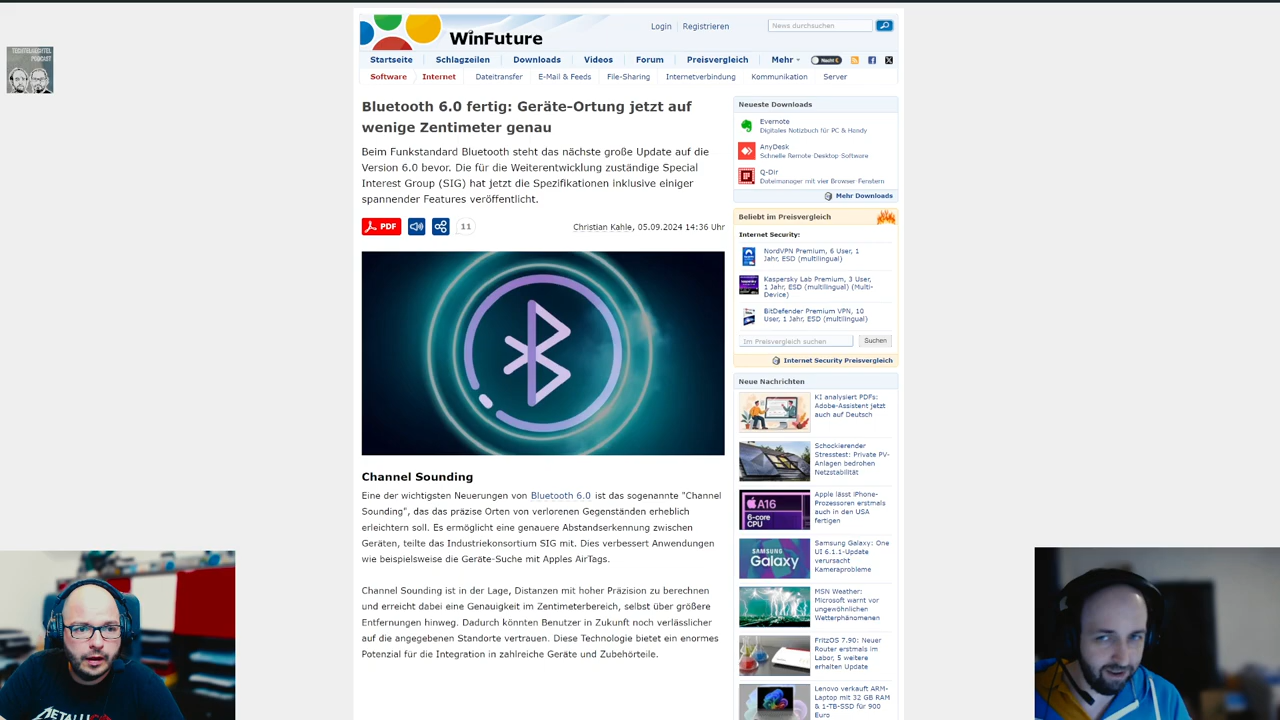 TECHTELMECHTEL
PODCAST
WinFuture
Login
Registrieren
News durchsuchen
Startseite
Schlagzeilen
Downloads
Videos
Forum
Preisvergleich
Mehr
Nacht
Software
Internet
Dateitransfer
E-Mail & Feeds
File-Sharing
Internetverbindung
Kommunikation
Server
Bluetooth 6.0 fertig: Geräte-Ortung jetzt auf
wenige Zentimeter genau
Beim Funkstandard Bluetooth steht das nächste große Update auf die
Version 6.0 bevor. Die für die Weiterentwicklung zuständige Special
Interest Group (SIG) hat jetzt die Spezifikationen inklusive einiger
spannender Features veröffentlicht.
PDF
11
Christian Kahle, 05.09.2024 14:36 Uhr
Channel Sounding
Eine der wichtigsten Neuerungen von Bluetooth 6.0 ist das sogenannte "Channel
Sounding", das das präzise Orten von verlorenen Gegenständen erheblich
erleichtern soll. Es ermöglicht eine genauere Abstandserkennung zwischen
Geräten, teilte das Industriekonsortium SIG mit. Dies verbessert Anwendungen
wie beispielsweise die Geräte-Suche mit Apples AirTags.
Channel Sounding ist in der Lage, Distanzen mit hoher Präzision zu berechnen
und erreicht dabei eine Genauigkeit im Zentimeterbereich, selbst über größere
Entfernungen hinweg. Dadurch könnten Benutzer in Zukunft noch verlässlicher
auf die angegebenen Standorte vertrauen. Diese Technologie bietet ein enormes
Potenzial für die Integration in zahlreiche Geräte und Zubehörteile.
Neueste Downloads
Evernote
Digitales Notizbuch für PC & Handy
AnyDesk
Schnelle Remote Desktop Software
Q-Dir
Dateimanager mit vier Browser-Fenstern
Mehr Downloads
Beliebt im Preisvergleich
Internet Security:
NordVPN Premium, 6 User, 1
Jahr, ESD (multilingual)
Kaspersky Lab Premium, 3 User,
1 Jahr, ESD (multilingual) (Multi-
Device)
BitDefender Premium VPN, 10
User, 1 Jahr, ESD (multilingual)
Im Preisvergleich suchen
Suchen
Internet Security Preisvergleich
Neue Nachrichten
KI analysiert PDFs:
Adobe-Assistent jetzt
auch auf Deutsch
Schockierender
Stresstest: Private PV-
Anlagen bedrohen
Netzstabilität
A16
6-core
CPU
Apple lässt iPhone-
Prozessoren erstmals
auch in den USA
fertigen
SAMSUNG
Galaxy
Samsung Galaxy: One
UI 6.1.1-Update
verursacht
Kameraprobleme
MSN Weather:
Microsoft warnt vor
ungewöhnlichen
Wetterphänomenen
FritzOS 7.90: Neuer
Router erstmals im
Labor, 5 weitere
erhalten Update
Lenovo verkauft ARM-
Laptop mit 32 GB RAM
& 1-TB-SSD für 900
Euro